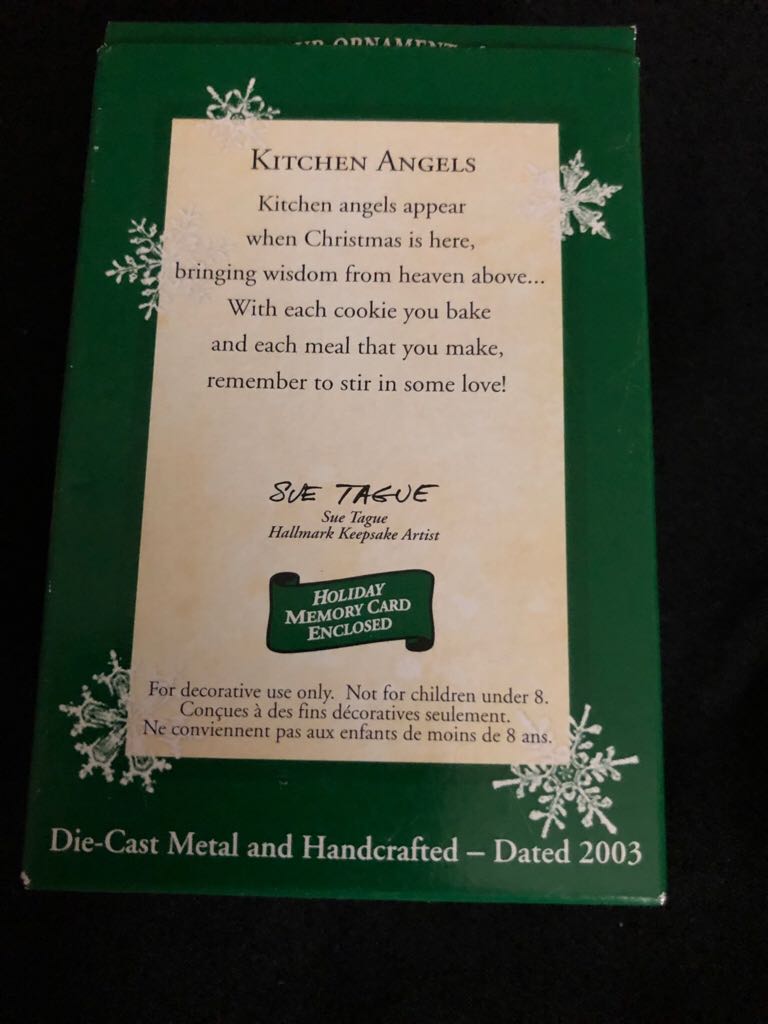 ORNAMENT
KITCHEN ANGELS
Kitchen angels appear
when Christmas is here,
bringing wisdom from heaven above...
With each cookie you bake
and each meal that you make,
remember to stir in some love!
SUE TAGUE
Sue Tague
Hallmark Keepsake Artist
HOLIDAY
MEMORY CARD
ENCLOSED
For decorative use only. Not for children under 8.
Conçues à des fins décoratives seulement.
Ne conviennent pas aux enfants de moins de 8 ans.
Die-Cast Metal and Handcrafted – Dated 2003